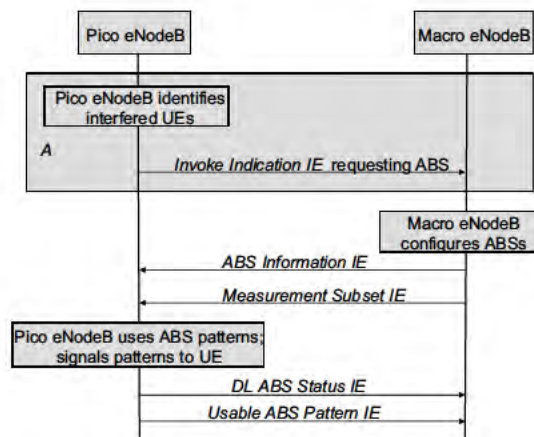 Pico eNodeB
Macro eNodeB
Pico eNodeB identifies
interfered UEs
A
Invoke Indication IE requesting ABS
Macro eNodeB
configures ABSs
ABS Information IE
Measurement Subset IE
Pico eNodeB uses ABS patterns;
signals patterns to UE
DL ABS Status IE
Usable ABS Pattern IE